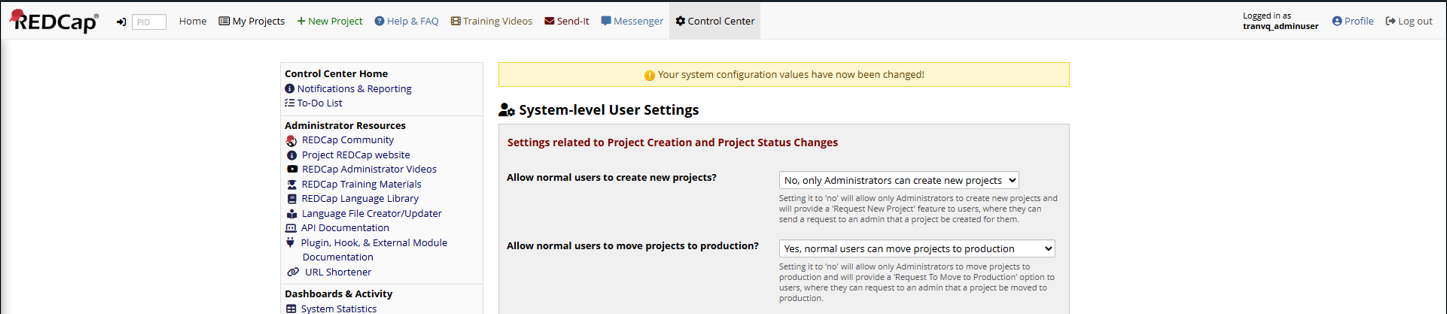 REDCap
PID
Home
My Projects
+ New Project
Help & FAQ
Training Videos
Send-It
Messenger
Control Center
Logged in as
tranvq_adminuser
Profile
Log out
Control Center Home
Notifications & Reporting
To-Do List
Administrator Resources
REDCap Community
Project REDCap website
REDCap Administrator Videos
REDCap Training Materials
REDCap Language Library
Language File Creator/Updater
API Documentation
Plugin, Hook, & External Module
Documentation
URL Shortener
Dashboards & Activity
System Statistics
Your system configuration values have now been changed!
System-level User Settings
Settings related to Project Creation and Project Status Changes
Allow normal users to create new projects?
No, only Administrators can create new projects
Setting it to 'no' will allow only Administrators to create new projects and
will provide a 'Request New Project' feature to users, where they can
send a request to an admin that a project be created for them.
Allow normal users to move projects to production?
Yes, normal users can move projects to production
Setting it to 'no' will allow only Administrators to move projects to
production and will provide a 'Request To Move to Production' option to
users, where they can request to an admin that a project be moved to
production.